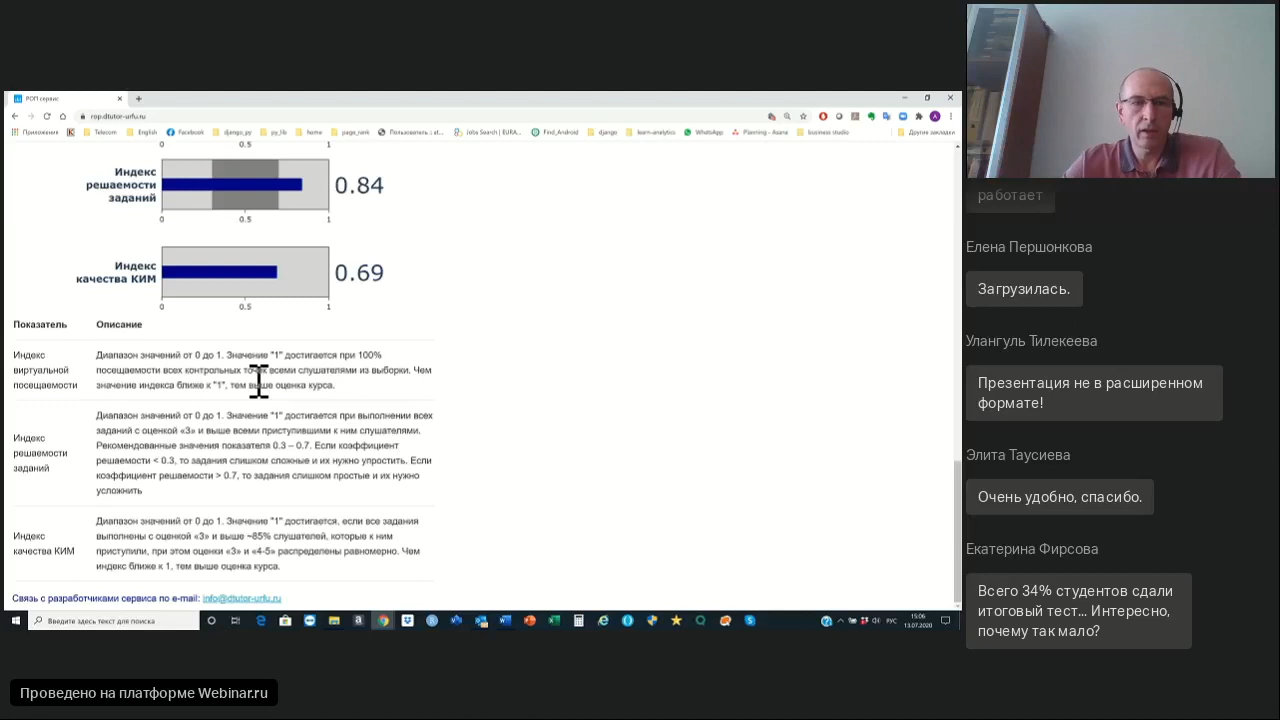 РОП сервис
rop.dtutor-urfu.ru
Приложения
Telecom
English
Facebook
django_py
py_lib
home
page_rank
Пользователь :: at...
Jobs Search | EURA...
Find_Android
django
learn-analytics
WhatsApp
Planning - Asana
business studio
Другие закладки
0 0.5 1
Индекс
решаемости
заданий
0.84
0 0.5 1
Индекс
качества КИМ
0.69
0 0.5 1
Показатель Описание
Индекс
виртуальной
посещаемости
Диапазон значений от 0 до 1. Значение "1" достигается при 100%
посещаемости всех контрольных точек всеми слушателями из выборки. Чем
значение индекса ближе к "1", тем выше оценка курса.
Индекс
решаемости
заданий
Диапазон значений от 0 до 1. Значение "1" достигается при выполнении всех
заданий с оценкой «3» и выше всеми приступившими к ним слушателями.
Рекомендованные значения показателя 0.3 – 0.7. Если коэффициент
решаемости < 0.3, то задания слишком сложные и их нужно упростить. Если
коэффициент решаемости > 0.7, то задания слишком простые и их нужно
усложнить
Индекс
качества КИМ
Диапазон значений от 0 до 1. Значение "1" достигается, если все задания
выполнены с оценкой «3» и выше ~85% слушателей, которые к ним
приступили, при этом оценки «3» и «4-5» распределены равномерно. Чем
индекс ближе к 1, тем выше оценка курса.
Связь с разработчиками сервиса по e-mail: info@dtutor-urfu.ru
Введите здесь текст для поиска
РУС
15:06
13.07.2020
работает
Елена Першонкова
Загрузилась.
Улангуль Тилекеева
Презентация не в расширенном
формате!
Элита Таусиева
Очень удобно, спасибо.
Екатерина Фирсова
Всего 34% студентов сдали
итоговый тест... Интересно,
почему так мало?
Проведено на платформе Webinar.ru